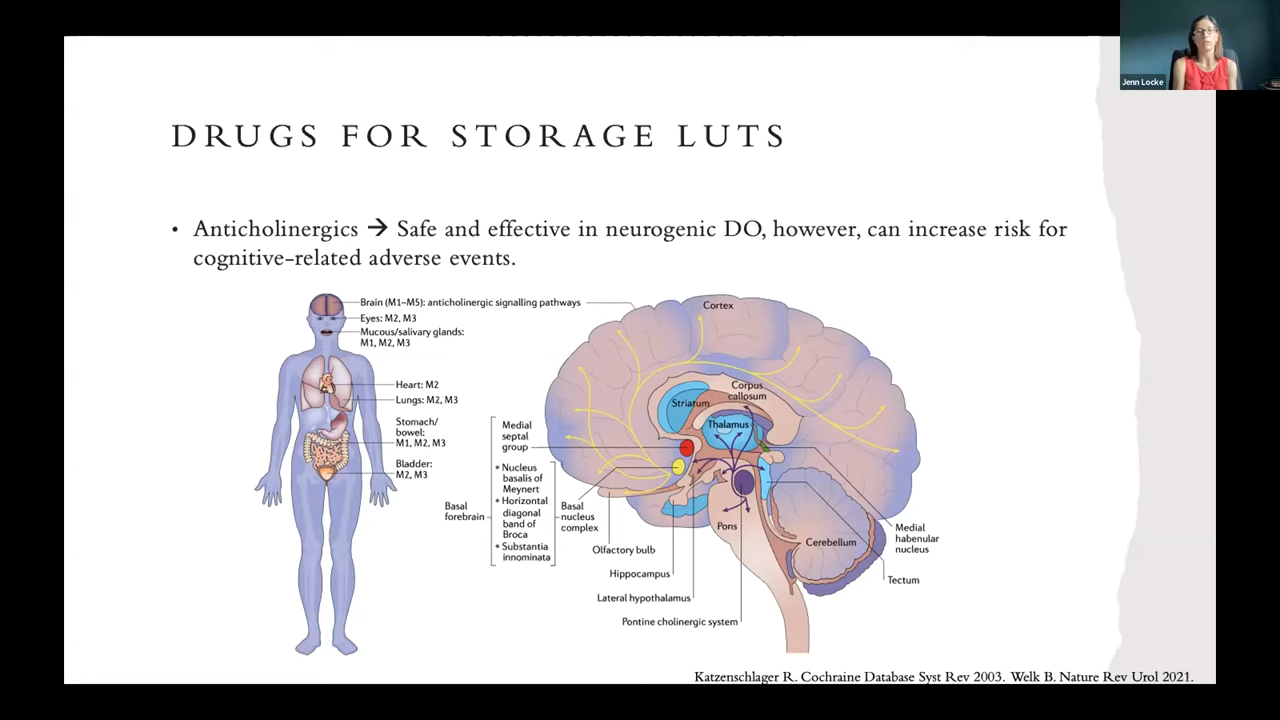 Jenn Locke
DRUGS FOR STORAGE LUTS
• Anticholinergics → Safe and effective in neurogenic DO, however, can increase risk for
cognitive-related adverse events.
Brain (M1–M5): anticholinergic signalling pathways
Eyes: M2, M3
Mucous/salivary glands:
M1, M2, M3
Heart: M2
Lungs: M2, M3
Stomach/
bowel:
M1, M2, M3
Bladder:
M2, M3
Cortex
Corpus
callosum
Striatum
Thalamus
Medial
septal
group
• Nucleus
basalis of
Meynert
• Horizontal
diagonal
band of
Broca
• Substantia
innominata
Basal
forebrain
Basal
nucleus
complex
Olfactory bulb
Hippocampus
Lateral hypothalamus
Pontine cholinergic system
Pons
Cerebellum
Medial
habenular
nucleus
Tectum
Katzenschlager R. Cochraine Database Syst Rev 2003. Welk B. Nature Rev Urol 2021.